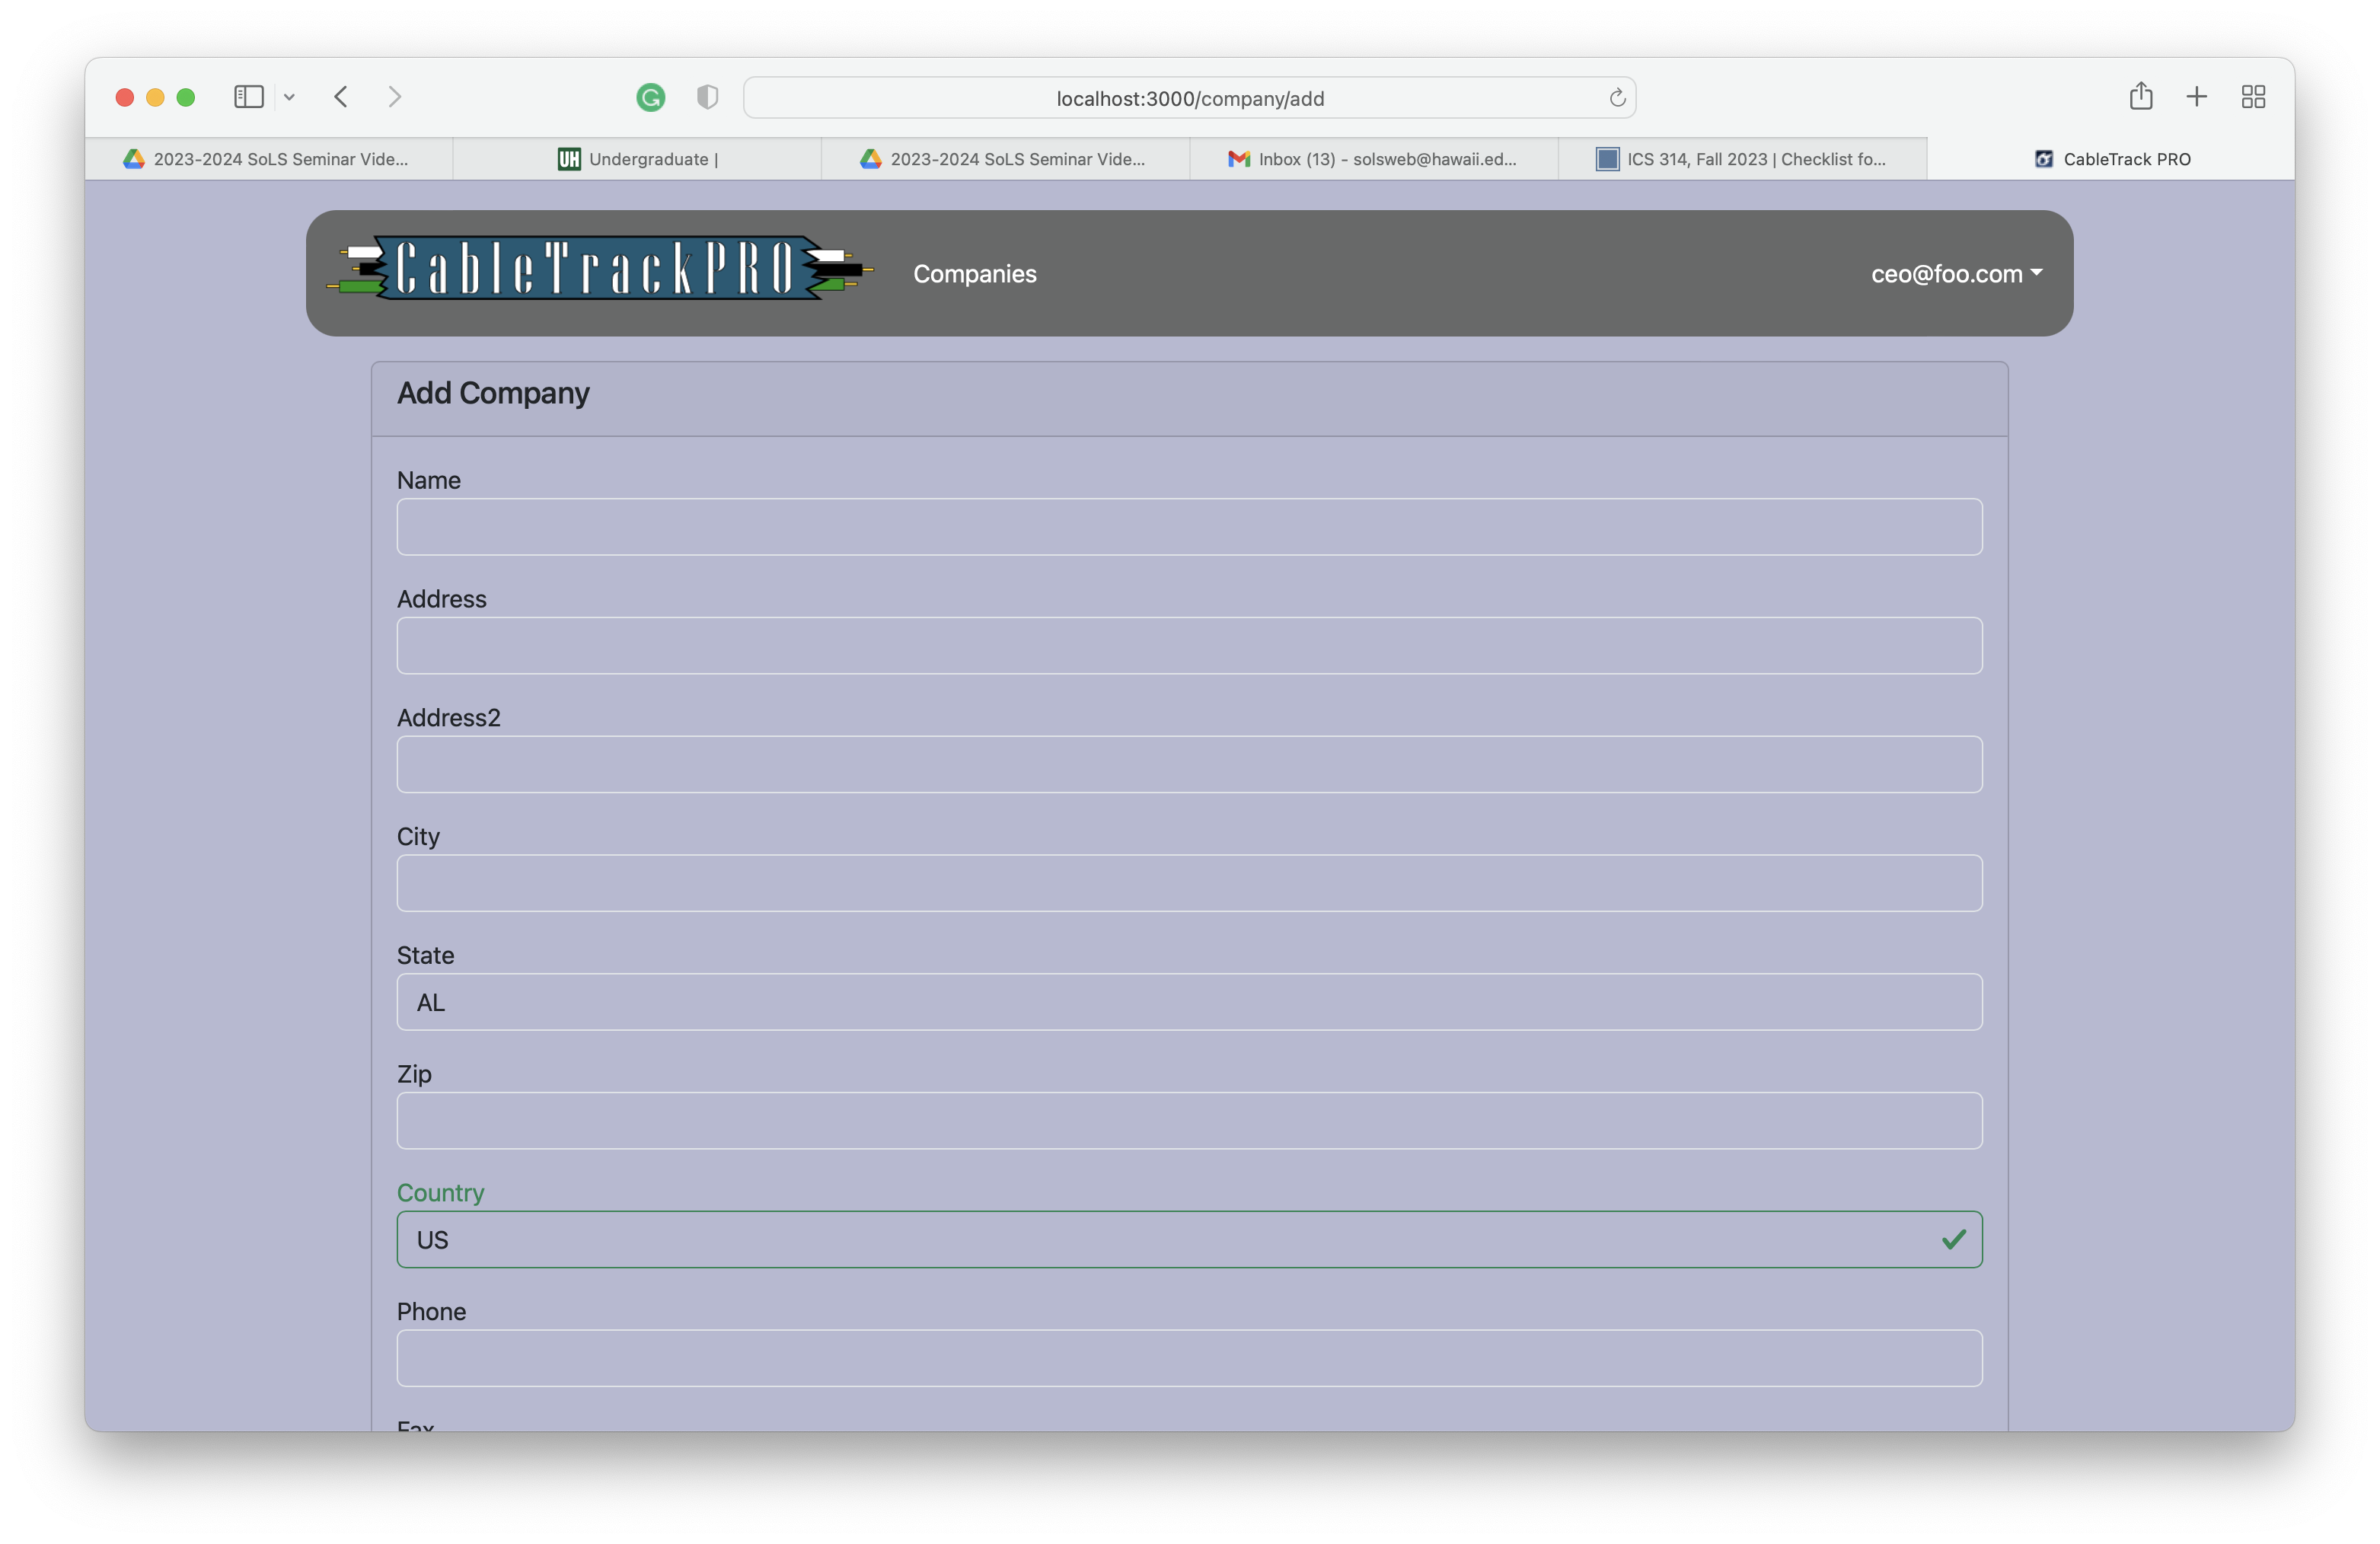 localhost:3000/company/add
2023-2024 SoLS Seminar Vide...
UH Undergraduate |
2023-2024 SoLS Seminar Vide...
Inbox (13) - solsweb@hawaii.ed...
ICS 314, Fall 2023 | Checklist fo...
CableTrack PRO
CableTrackPRO
Companies
ceo@foo.com
Add Company
Name
Address
Address2
City
State
AL
Zip
Country
US
Phone
Fax